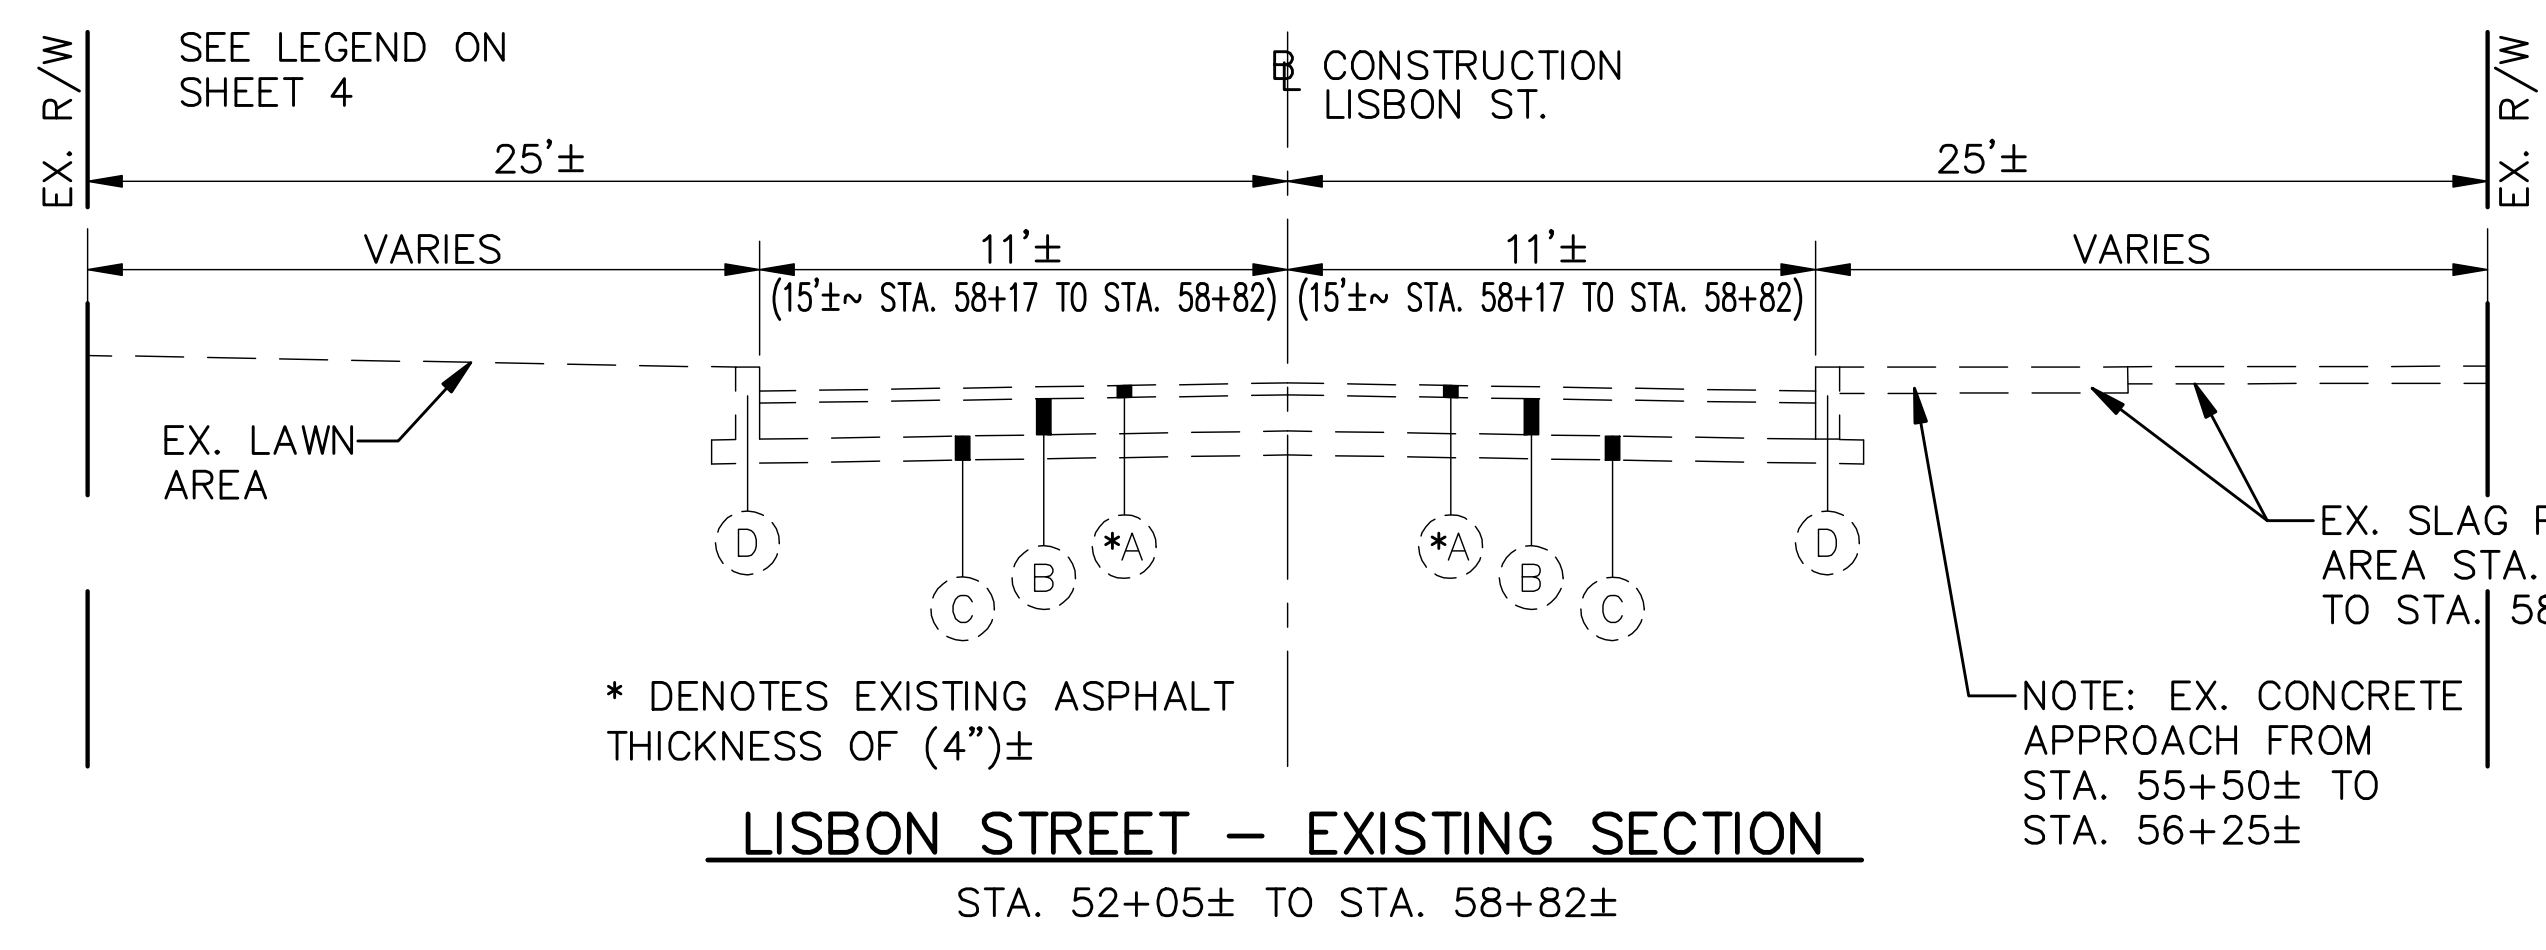 EX. R/W
SEE LEGEND ON
SHEET 4
BL CONSTRUCTION
LISBON ST.
EX. R/W
25'±
25'±
VARIES
11'±
11'±
VARIES
(15'±~ STA. 58+17 TO STA. 58+82)
(15'±~ STA. 58+17 TO STA. 58+82)
EX. LAWN
AREA
D
C
B
*A
*A
B
C
D
EX. SLAG
AREA STA.
TO STA.
* DENOTES EXISTING ASPHALT
THICKNESS OF (4")±
NOTE: EX. CONCRETE
APPROACH FROM
STA. 55+50± TO
STA. 56+25±
LISBON STREET – EXISTING SECTION
STA. 52+05± TO STA. 58+82±